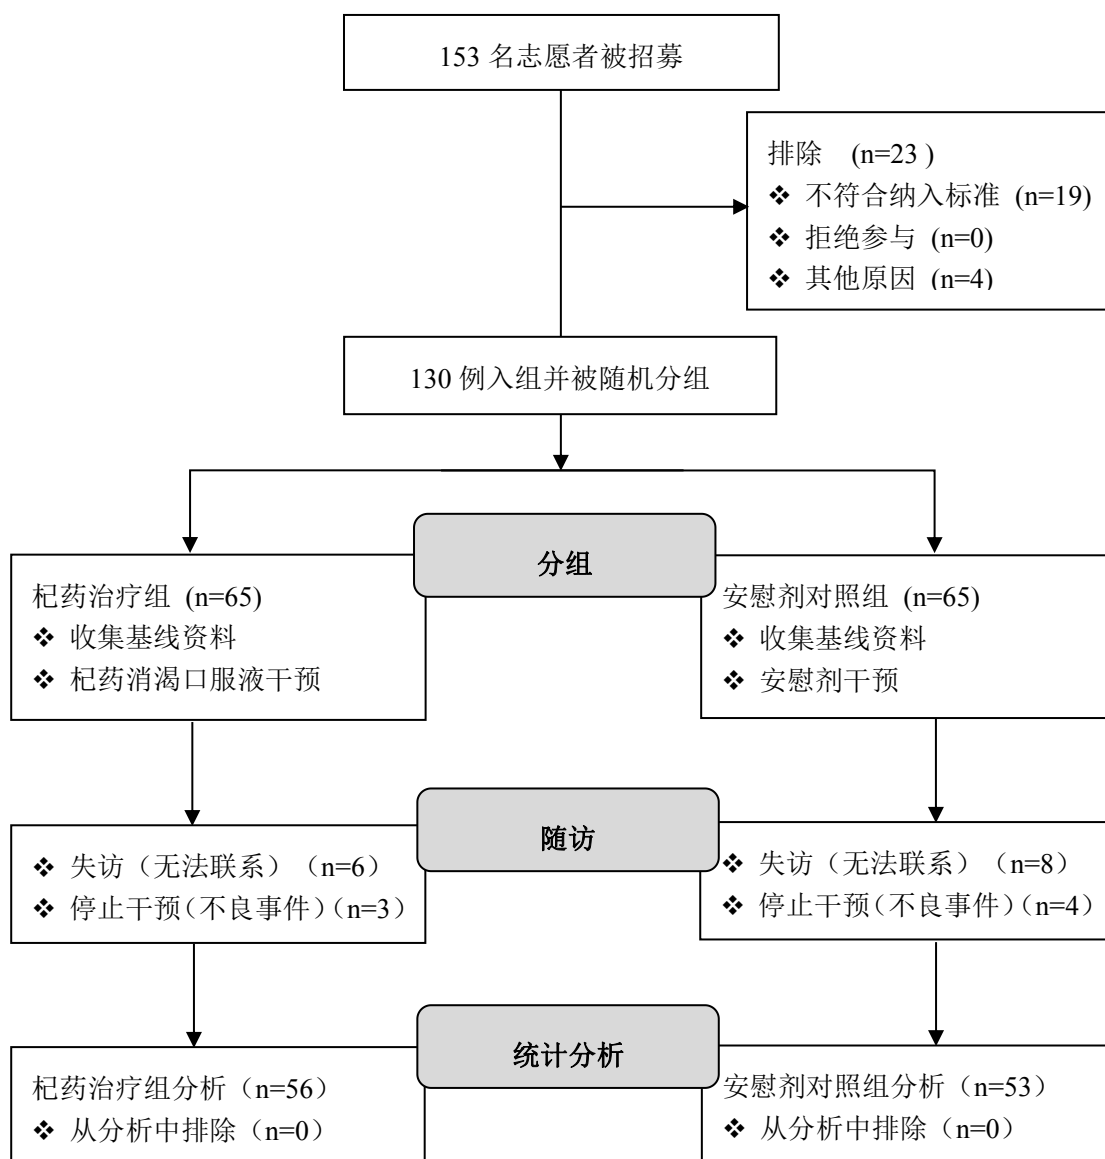 153 名志愿者被招募
排除 (n=23 )
❖ 不符合纳入标准 (n=19)
❖ 拒绝参与 (n=0)
❖ 其他原因 (n=4)
130 例入组并被随机分组
分组
杞药治疗组 (n=65)
❖ 收集基线资料
❖ 杞药消渴口服液干预
安慰剂对照组 (n=65)
❖ 收集基线资料
❖ 安慰剂干预
随访
❖ 失访（无法联系）（n=6）
❖ 停止干预（不良事件）（n=3）
❖ 失访（无法联系）（n=8）
❖ 停止干预（不良事件）（n=4）
统计分析
杞药治疗组分析（n=56）
❖ 从分析中排除（n=0）
安慰剂对照组分析（n=53）
❖ 从分析中排除（n=0）